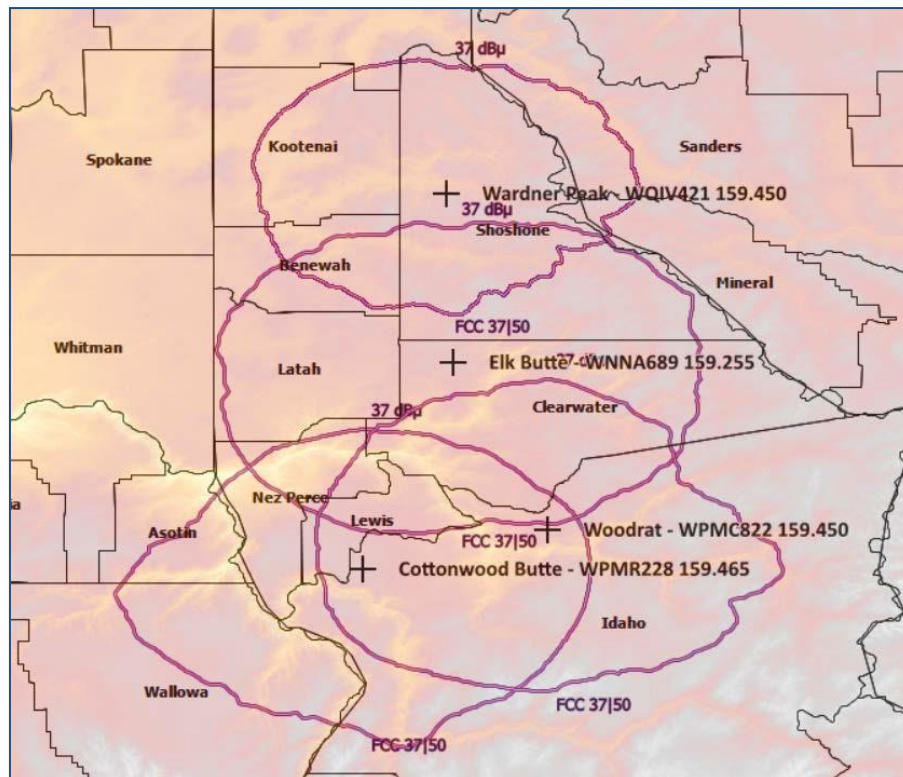 37 dBµ
Kootenai
Sanders
Spokane
Wardner Peak - WQIV421 159.450
37 dBµ
Shoshone
Benewah
Mineral
FCC 37|50
Whitman
Elk Butte - WNNA689 159.255
Latah
Clearwater
37 dBµ
Nez Perce
Lewis
Asotin
Woodrat - WPMC822 159.450
FCC 37|50
Cottonwood Butte - WPMR228 159.465
Idaho
Wallowa
FCC 37|50
FCC 37|50